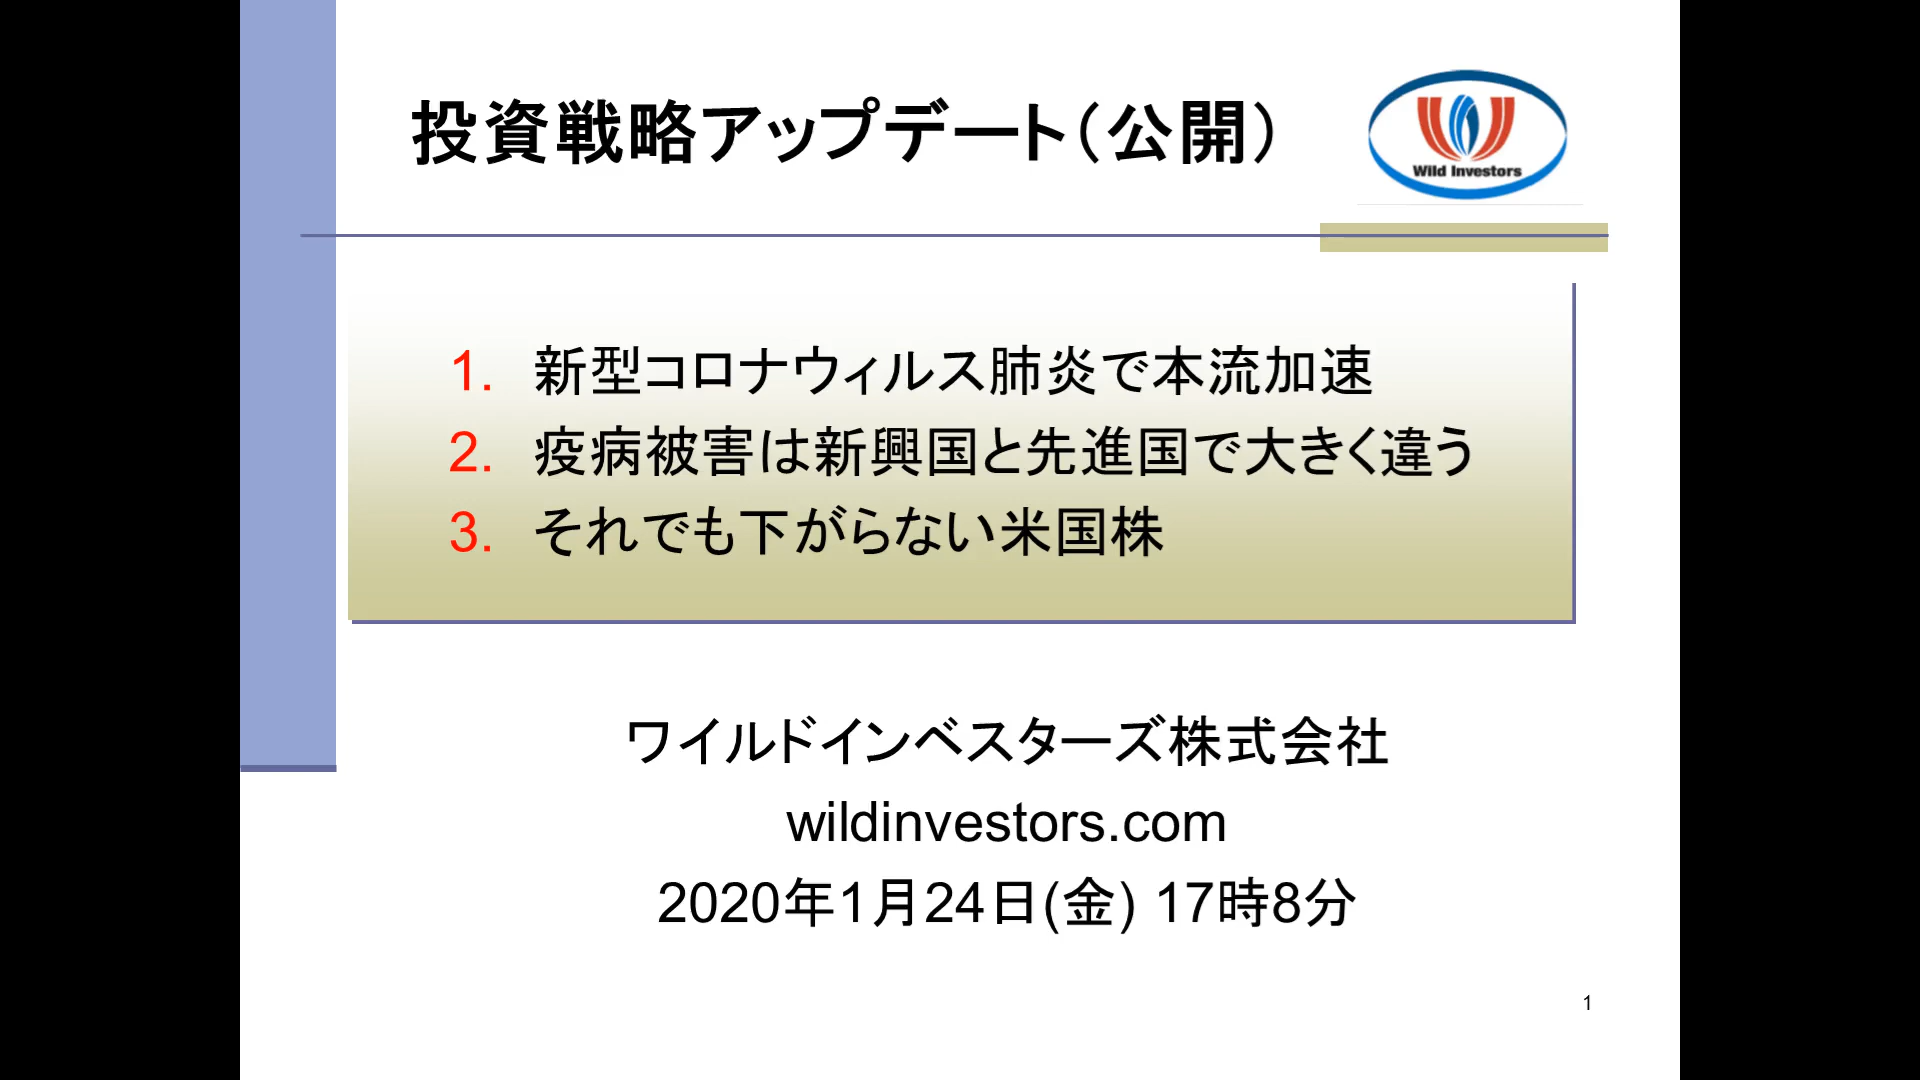 投資戦略アップデート（公開）
Wild Investors
1. 新型コロナウィルス肺炎で本流加速
2. 疫病被害は新興国と先進国で大きく違う
3. それでも下がらない米国株
ワイルドインベスターズ株式会社
wildinvestors.com
2020年1月24日(金) 17時8分
1